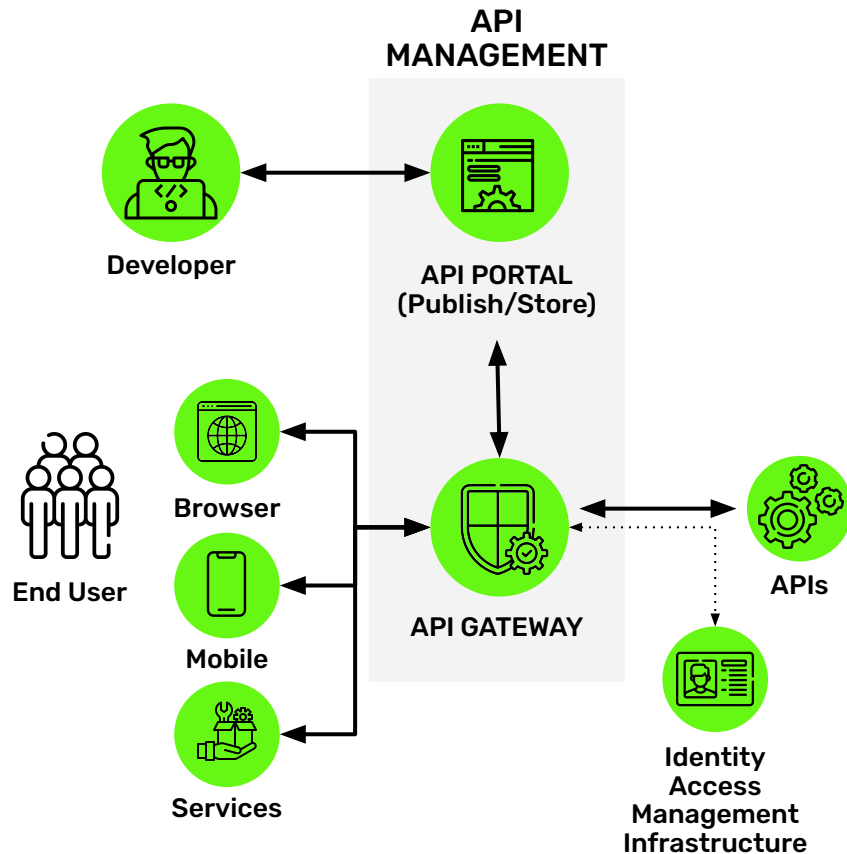 API
MANAGEMENT
Developer
</>
API PORTAL
(Publish/Store)
Browser
End User
Mobile
API GATEWAY
APIs
Services
Identity
Access
Management
Infrastructure